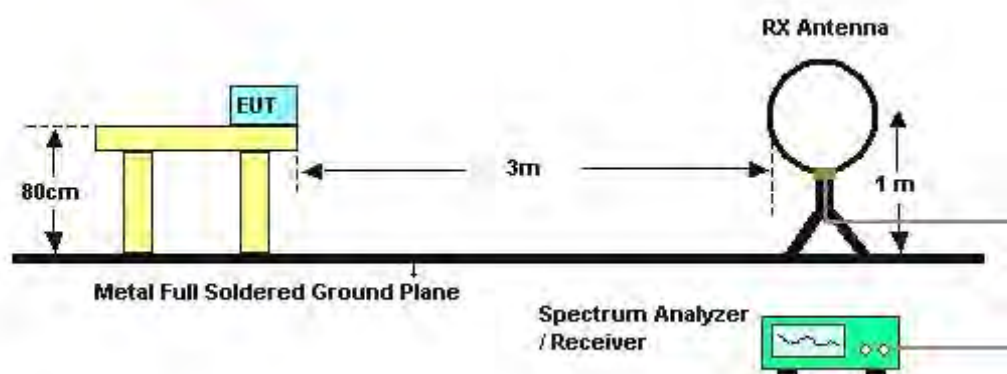 RX Antenna
EUT
3m
80cm
1 m
Metal Full Soldered Ground Plane
Spectrum Analyzer
/ Receiver